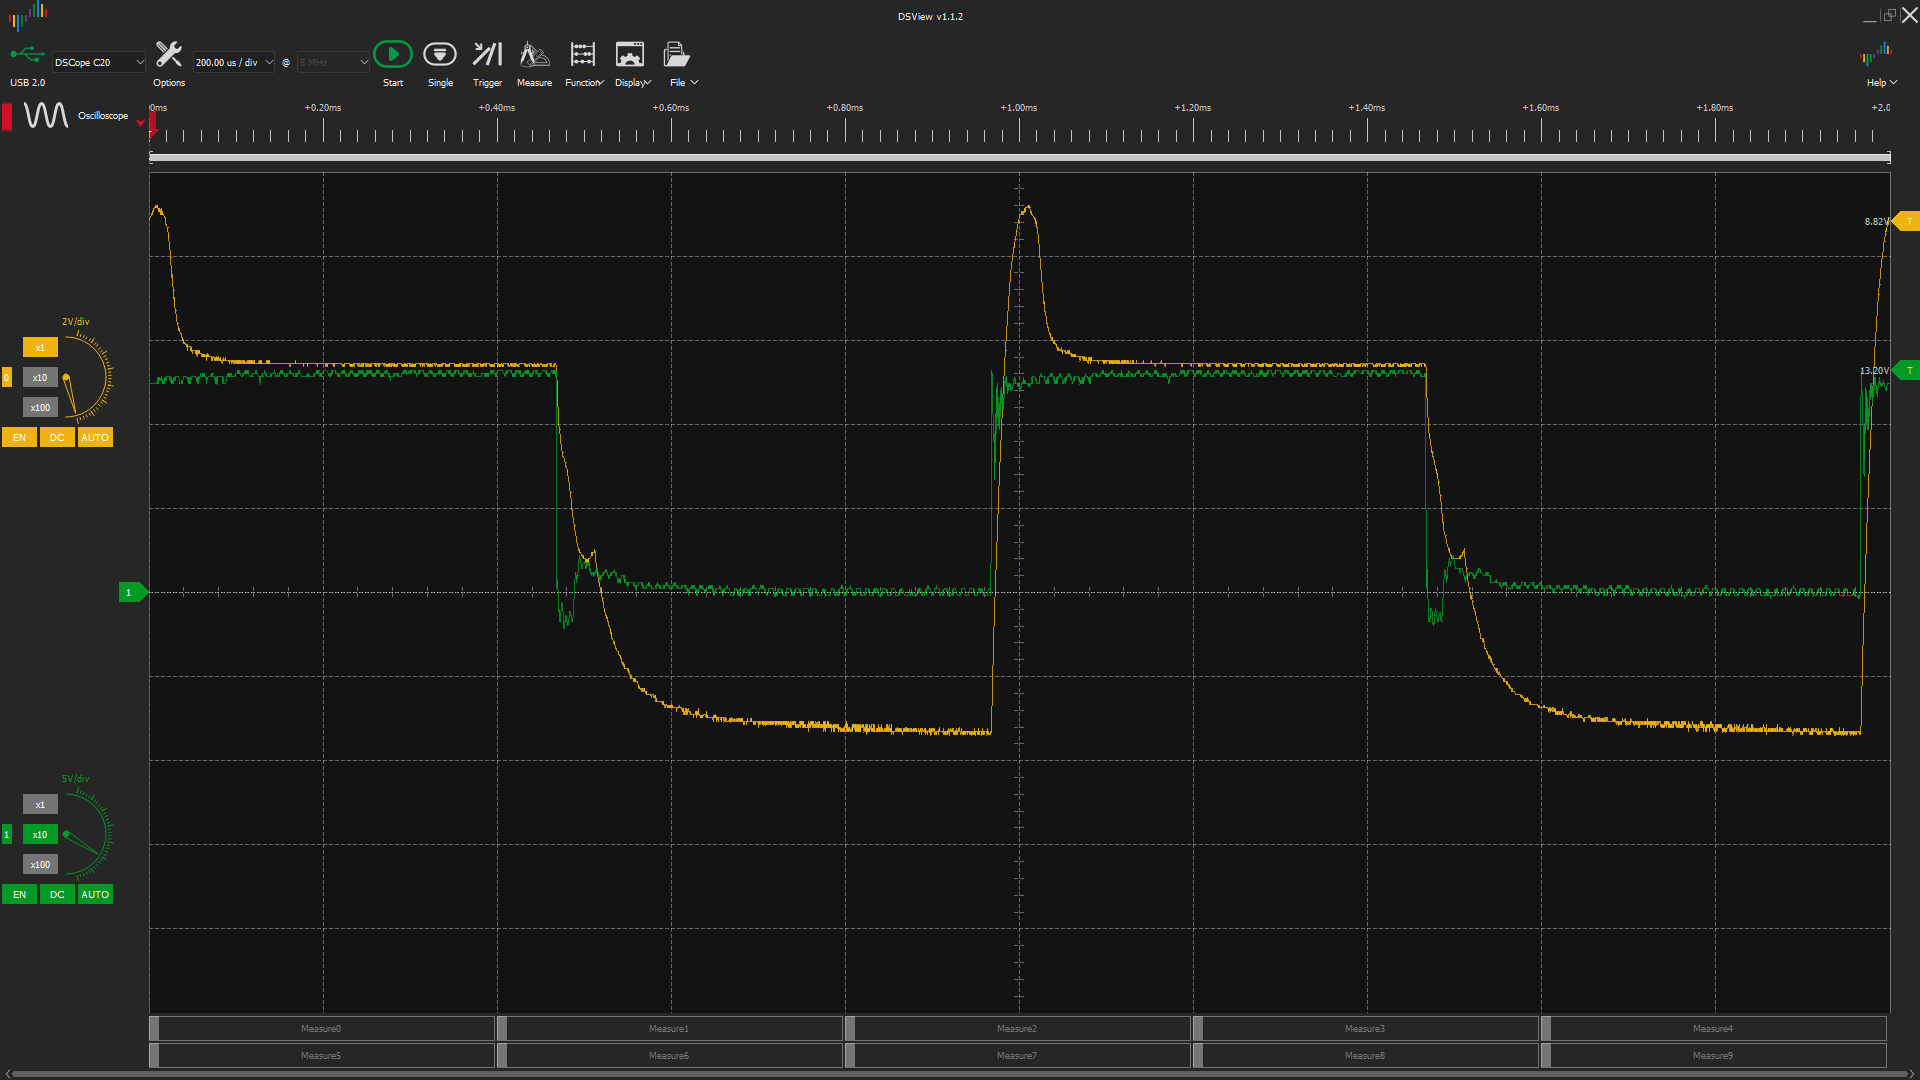 DSView v1.1.2
USB 2.0
DSCope C20
Options
200.00 us / div
@
5 MHz
Start
Single
Trigger
Measure
Function
Display
File
Help
Oscilloscope
0ms +0.20ms +0.40ms +0.60ms +0.80ms +1.00ms +1.20ms +1.40ms +1.60ms +1.80ms +2.0
T
8.82V T
2V/div
x1
0 x10
x100
EN DC AUTO
13.20V T
1
5V/div
x1
1 x10
x100
EN DC AUTO
Measure0 Measure1 Measure2 Measure3 Measure4
Measure5 Measure6 Measure7 Measure8 Measure9